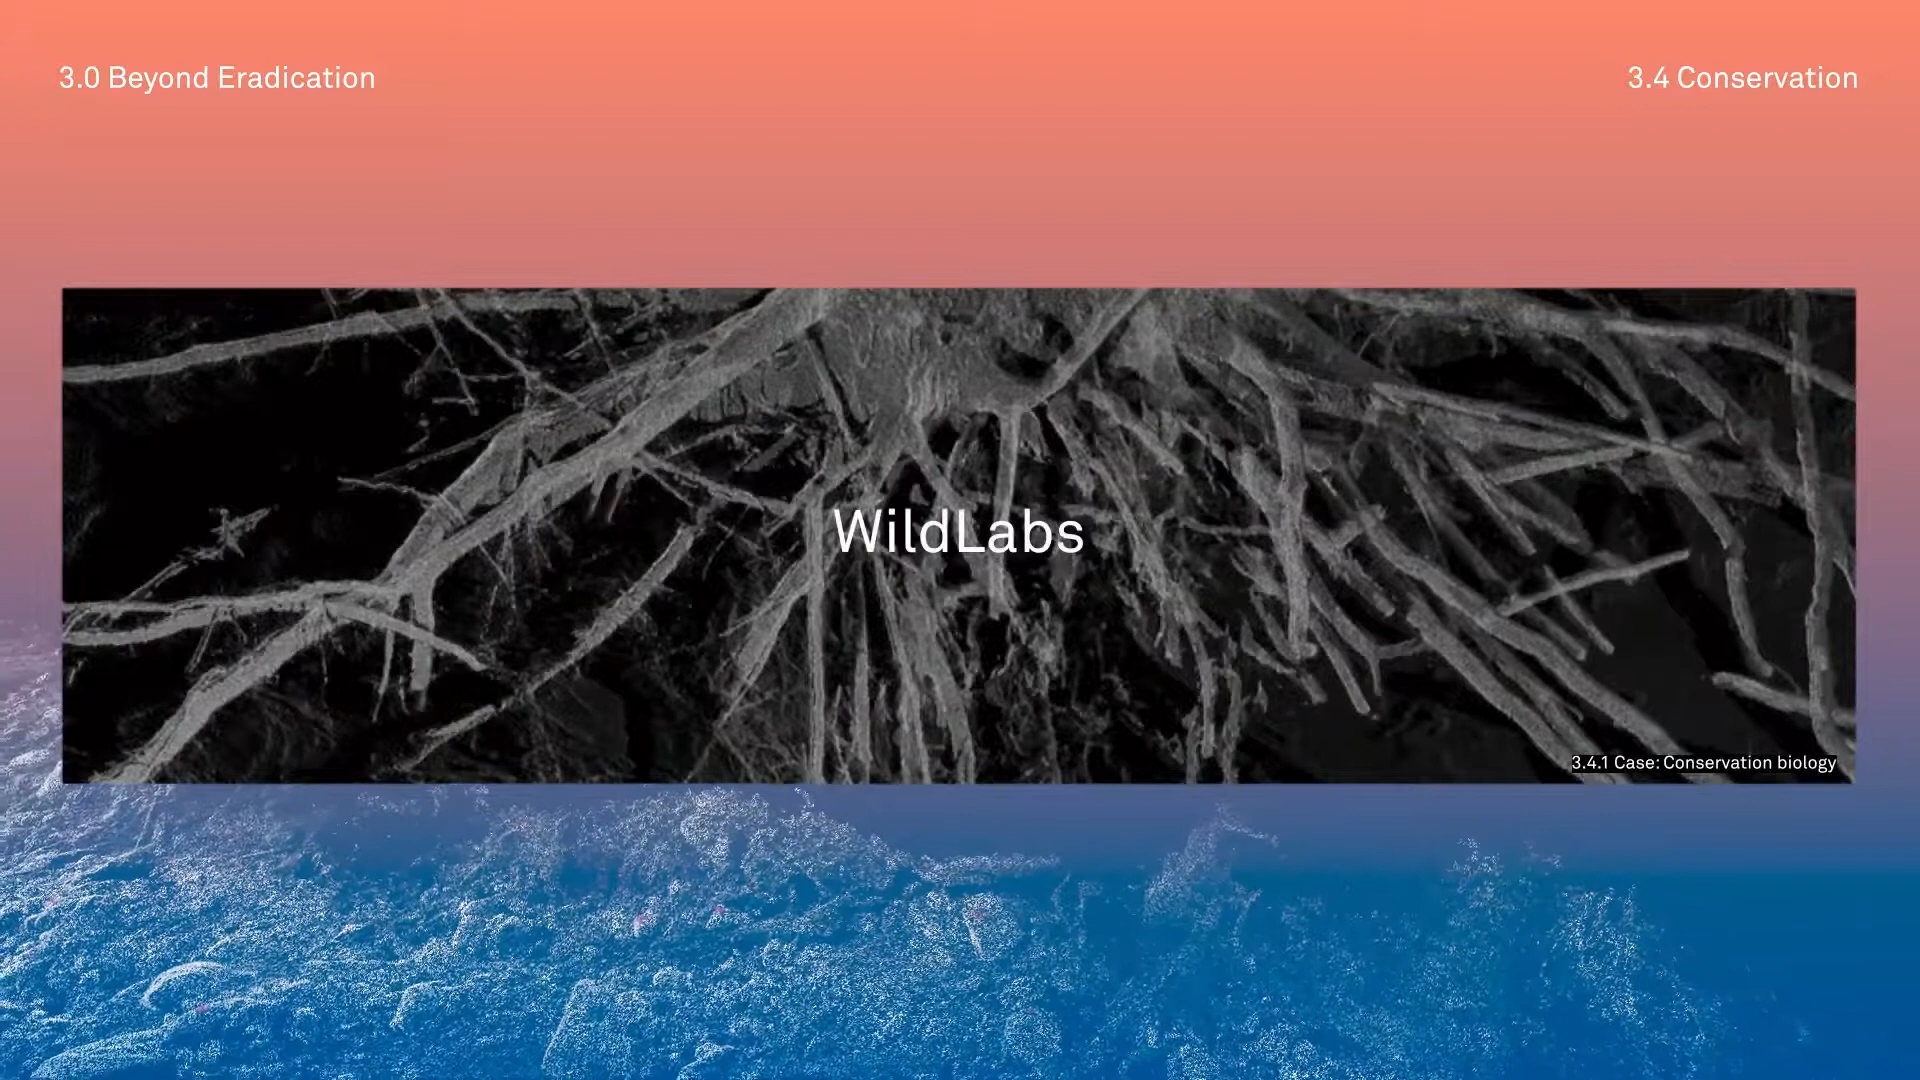 3.0 Beyond Eradication
3.4 Conservation
WildLabs
3.4.1 Case: Conservation biology